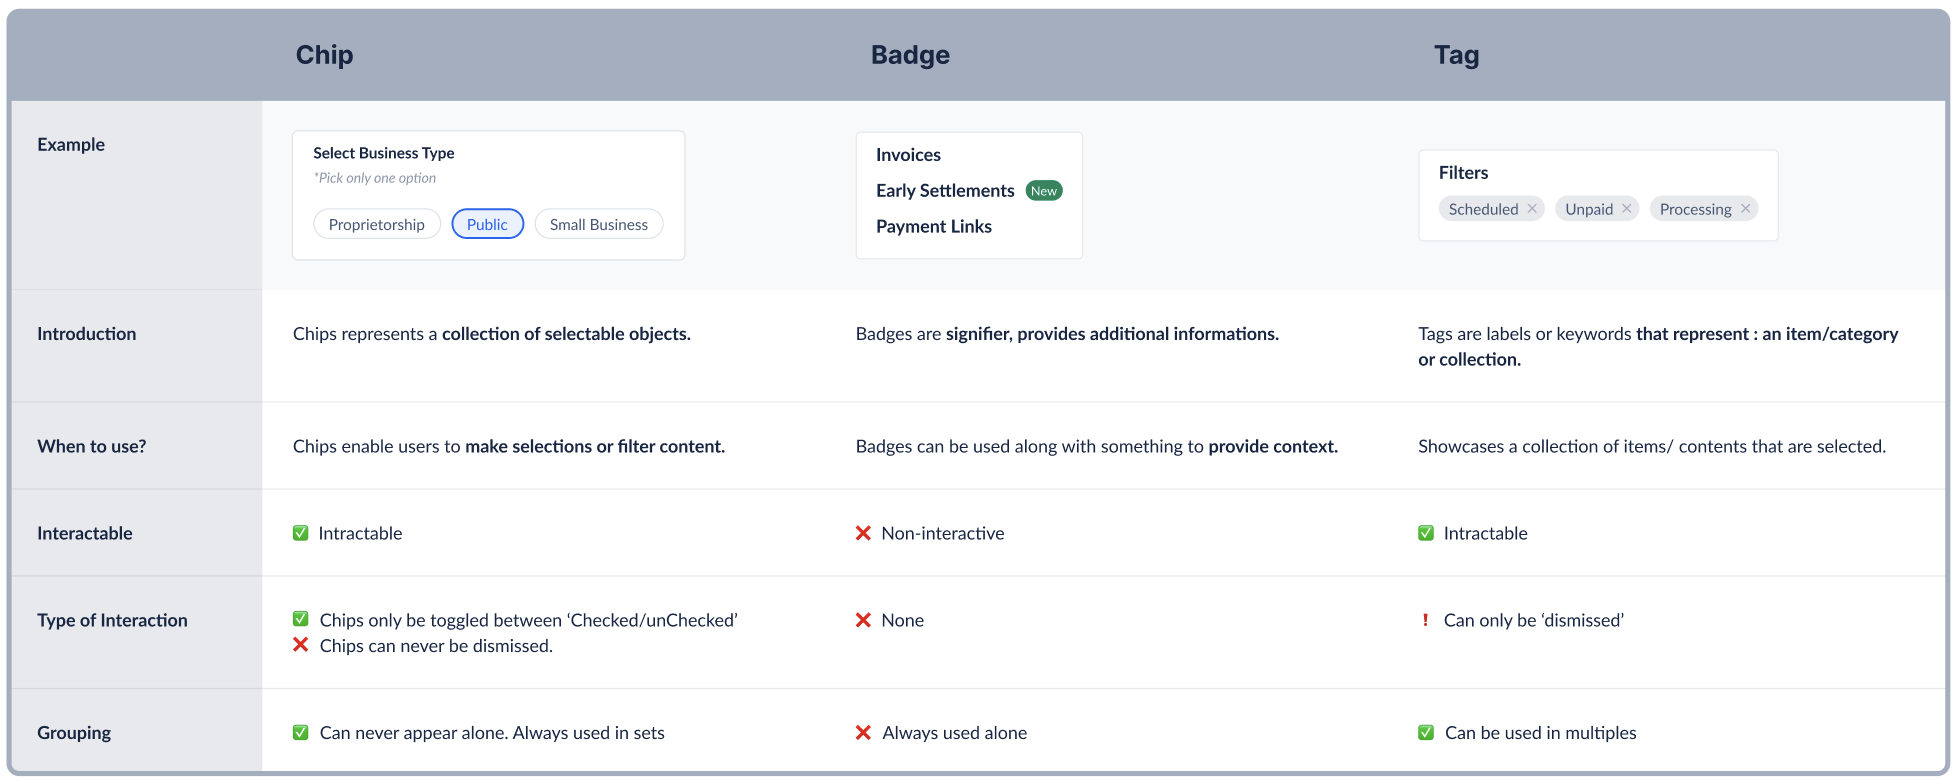 Chip Badge Tag
Example
Select Business Type
*Pick only one option
Proprietorship Public Small Business
Invoices
Early Settlements New
Payment Links
Filters
Scheduled × Unpaid × Processing ×
Introduction
Chips represents a collection of selectable objects.
Badges are signifier, provides additional informations.
Tags are labels or keywords that represent : an item/category
or collection.
When to use?
Chips enable users to make selections or filter content.
Badges can be used along with something to provide context.
Showcases a collection of items/ contents that are selected.
Interactable
✅ Intractable
❌ Non-interactive
✅ Intractable
Type of Interaction
✅ Chips only be toggled between ‘Checked/unChecked’
❌ Chips can never be dismissed.
❌ None
❗ Can only be ‘dismissed’
Grouping
✅ Can never appear alone. Always used in sets
❌ Always used alone
✅ Can be used in multiples